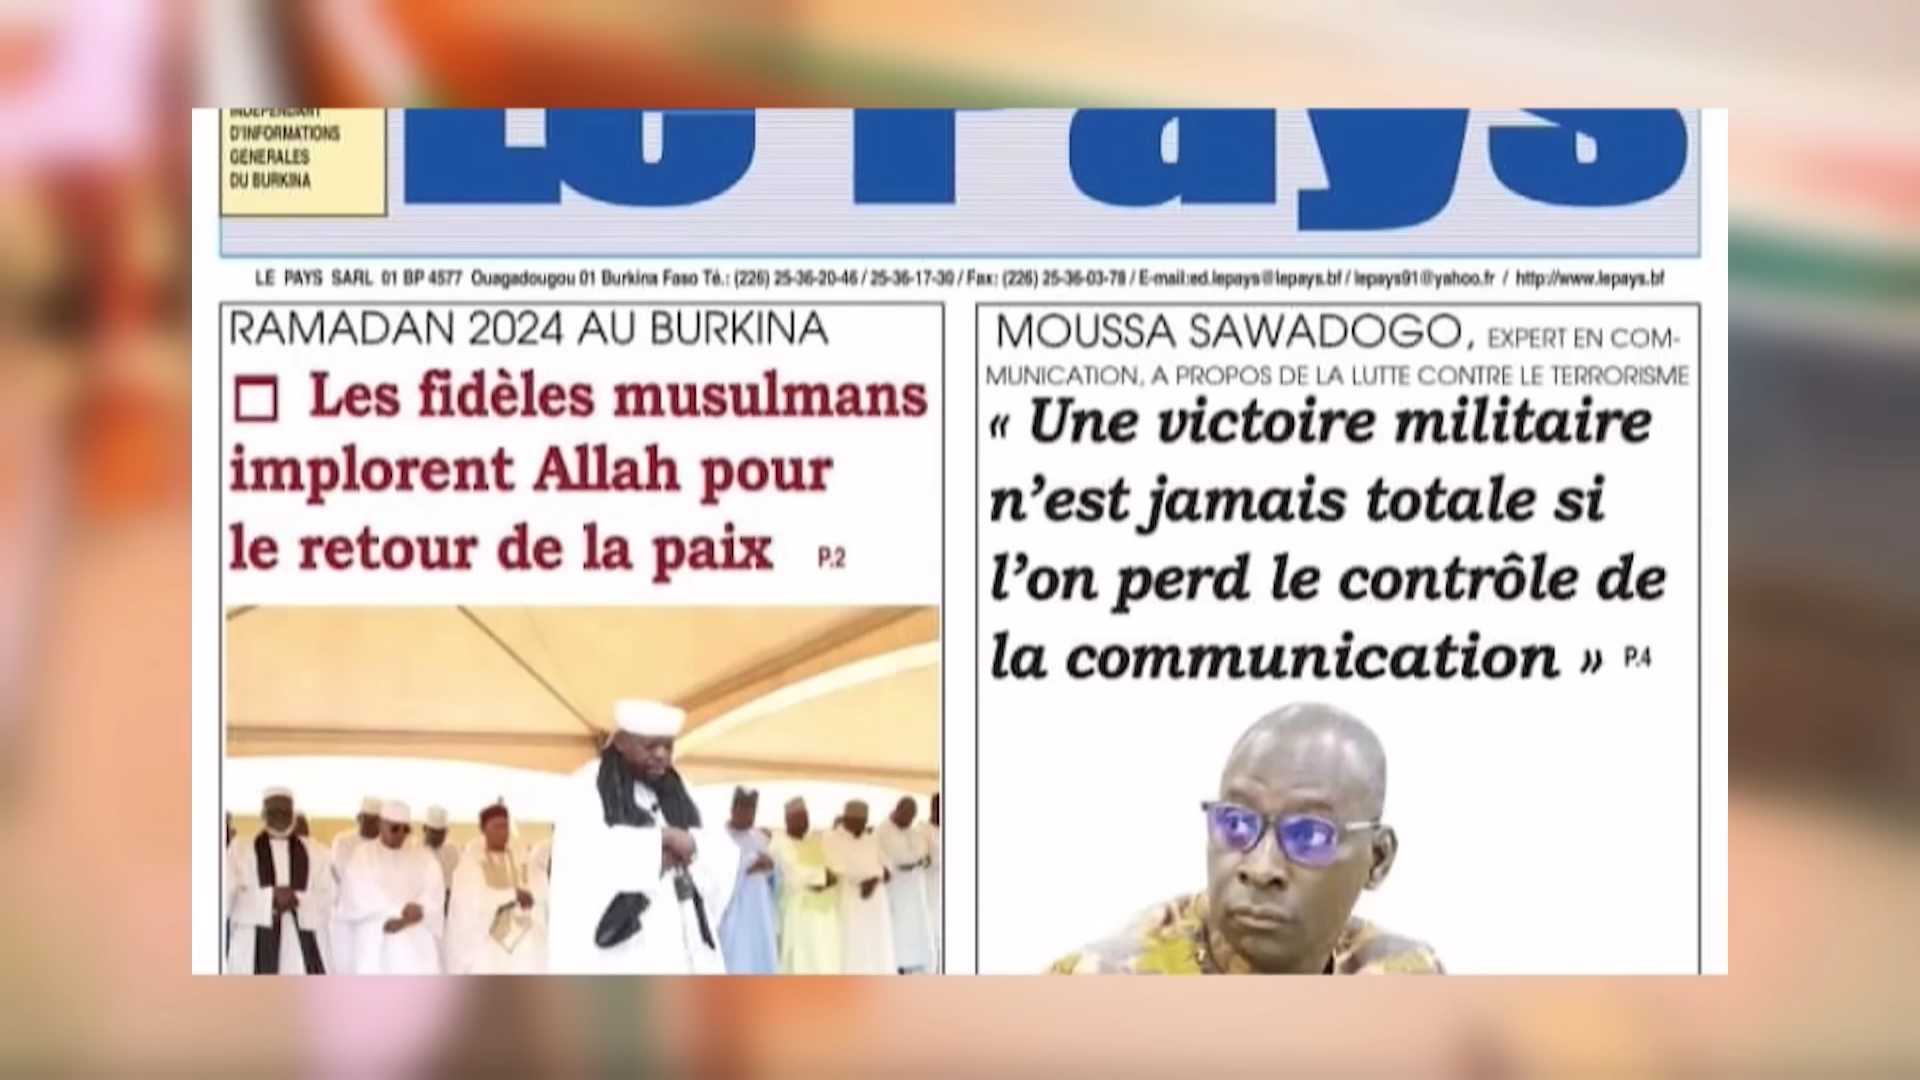 INDÉPENDANT
D'INFORMATIONS
GÉNÉRALES
DU BURKINA
Le Pays
LE PAYS SARL 01 BP 4577 Ouagadougou 01 Burkina Faso Té.: (226) 25-36-20-46 / 25-36-17-30 / Fax: (226) 25-36-03-78 / E-mail:ed.lepays@lepays.bf / lepays91@yahoo.fr / http://www.lepays.bf
RAMADAN 2024 AU BURKINA
Les fidèles musulmans
implorent Allah pour
le retour de la paix P.2
MOUSSA SAWADOGO, EXPERT EN COM-
MUNICATION, A PROPOS DE LA LUTTE CONTRE LE TERRORISME
« Une victoire militaire
n'est jamais totale si
l'on perd le contrôle de
la communication » P.4